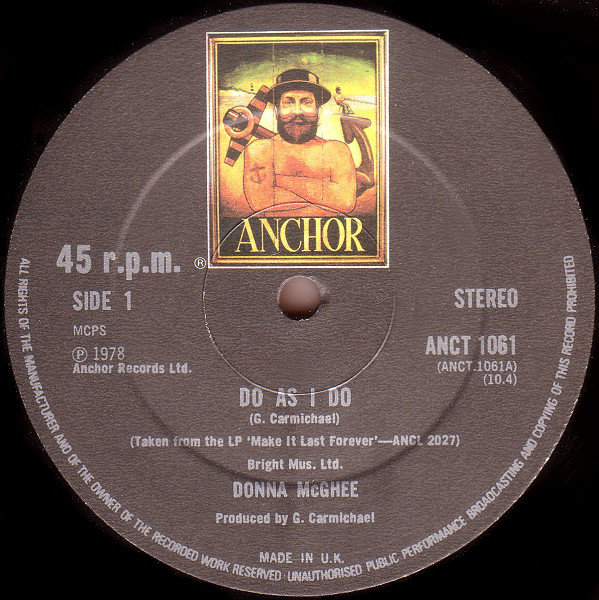 ANCHOR
45 r.p.m. ®
SIDE 1
STEREO
MCPS
℗ 1978
Anchor Records Ltd.
ANCT 1061
(ANCT.1061A)
(10.4)
DO AS I DO
(G. Carmichael)
(Taken from the LP 'Make It Last Forever'—ANCL 2027)
Bright Mus. Ltd.
DONNA McGHEE
Produced by G. Carmichael
MADE IN U.K.
ALL RIGHTS OF THE MANUFACTURER AND OF THE OWNER OF THE RECORDED WORK RESERVED·UNAUTHORISED PUBLIC PERFORMANCE BROADCASTING AND COPYING OF THIS RECORD PROHIBITED